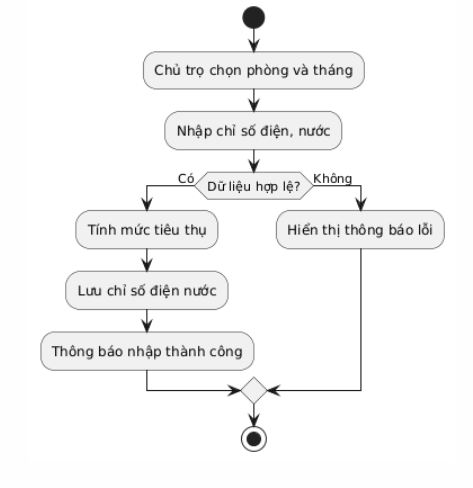 Chủ trọ chọn phòng và tháng
Nhập chỉ số điện, nước
Có
Dữ liệu hợp lệ?
Không
Tính mức tiêu thụ
Hiển thị thông báo lỗi
Lưu chỉ số điện nước
Thông báo nhập thành công